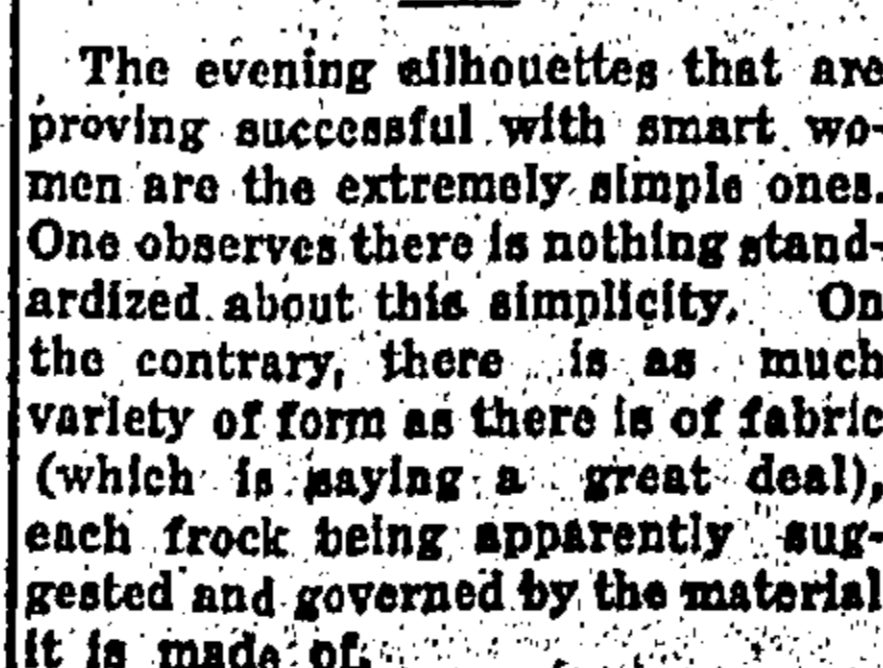 The evening silhouettes that are
proving successful with smart wo-
men are the extremely simple ones.
One observes there is nothing stand-
ardized about this simplicity. On
the contrary, there is as much
variety of form as there is of fabric
(which is saying a great deal),
each frock being apparently sug-
gested and governed by the material
it is made of.